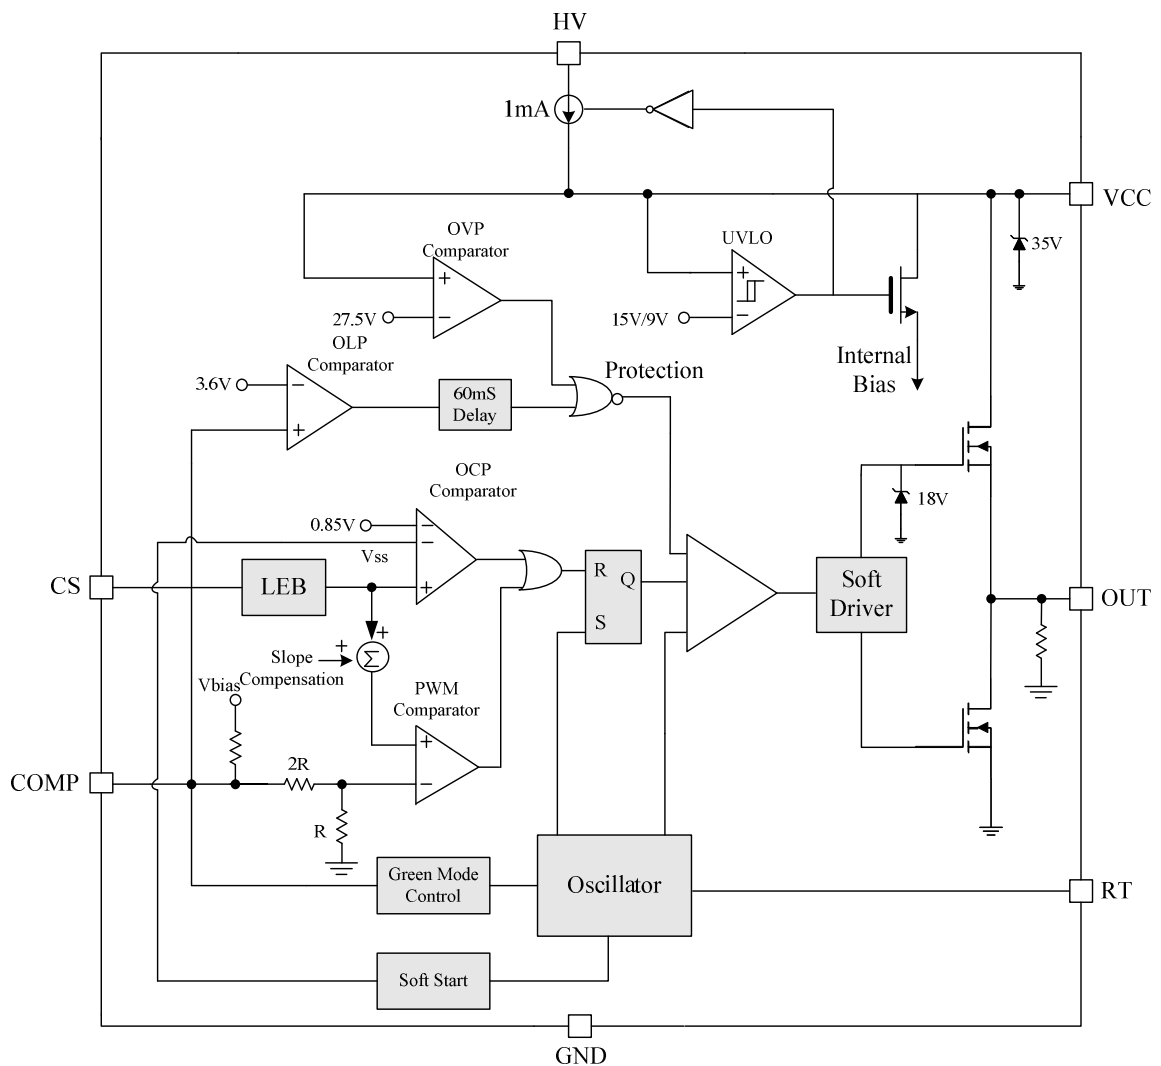 HV
1mA
VCC
OVP
Comparator
UVLO
35V
+
+
27.5V
−
15V/9V
−
OLP
Comparator
Internal
Bias
Protection
3.6V
−
60mS
Delay
+
OCP
Comparator
18V
0.85V
−
−
Vss
CS
LEB
+
R
Q
S
Soft
Driver
OUT
+
+
Σ
Slope
Compensation
Vbias
PWM
Comparator
+
2R
COMP
−
R
Green Mode
Control
Oscillator
RT
Soft Start
GND